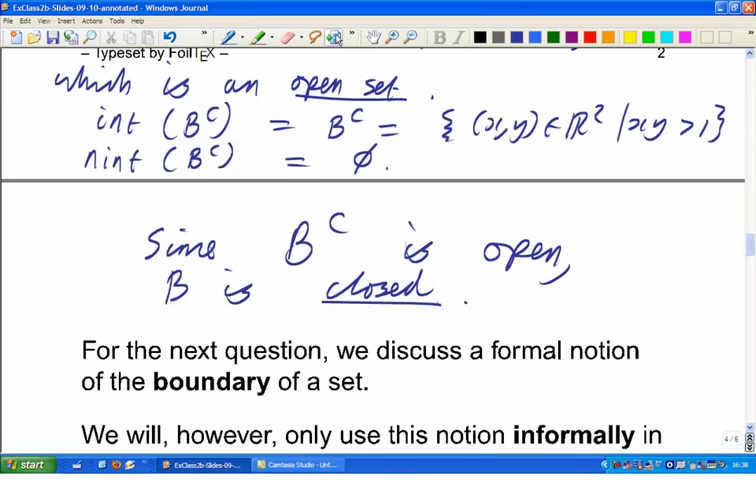 ExClass2b-Slides-09-10-annotated - Windows Journal
File Edit View Insert Actions Tools Help
– Typeset by FoilTEX –
2
which is an open set.
int (B^C) = B^C = { (x,y) ∈ ℝ² | xy > 1 }
nint (B^C) = ∅.
Since B^C is open,
B is closed.
For the next question, we discuss a formal notion
of the boundary of a set.
We will, however, only use this notion informally in
4 / 6
start
ExClass2b-Slides-09-...
Camtasia Studio - Unt...
16:38